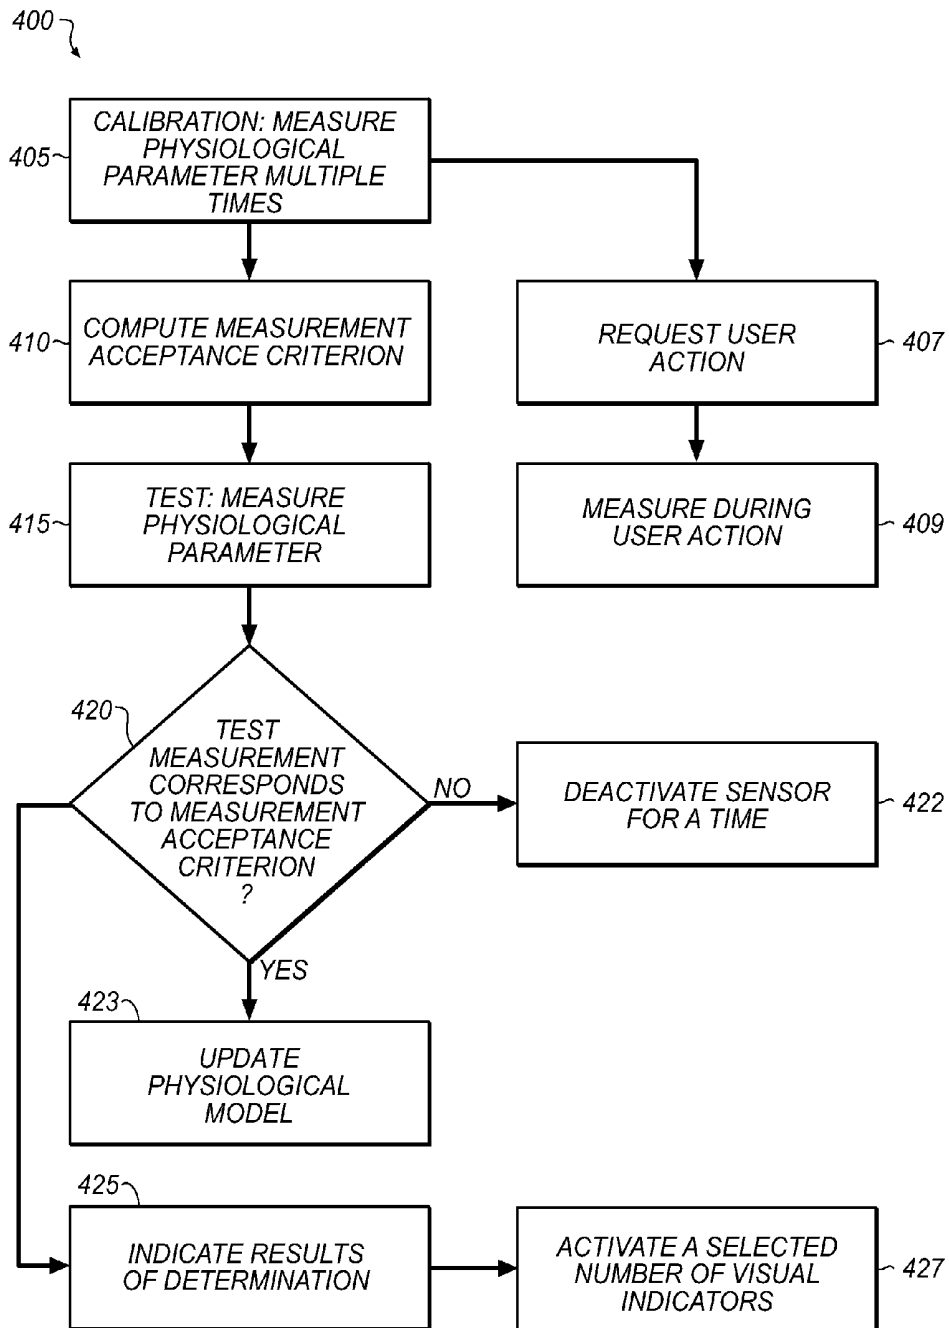 400
CALIBRATION: MEASURE
PHYSIOLOGICAL
PARAMETER MULTIPLE
TIMES
405
COMPUTE MEASUREMENT
ACCEPTANCE CRITERION
410
REQUEST USER
ACTION
407
TEST: MEASURE
PHYSIOLOGICAL
PARAMETER
415
MEASURE DURING
USER ACTION
409
420
TEST
MEASUREMENT
CORRESPONDS
TO MEASUREMENT
ACCEPTANCE
CRITERION
?
NO
DEACTIVATE SENSOR
FOR A TIME
422
YES
423
UPDATE
PHYSIOLOGICAL
MODEL
425
INDICATE RESULTS
OF DETERMINATION
ACTIVATE A SELECTED
NUMBER OF VISUAL
INDICATORS
427